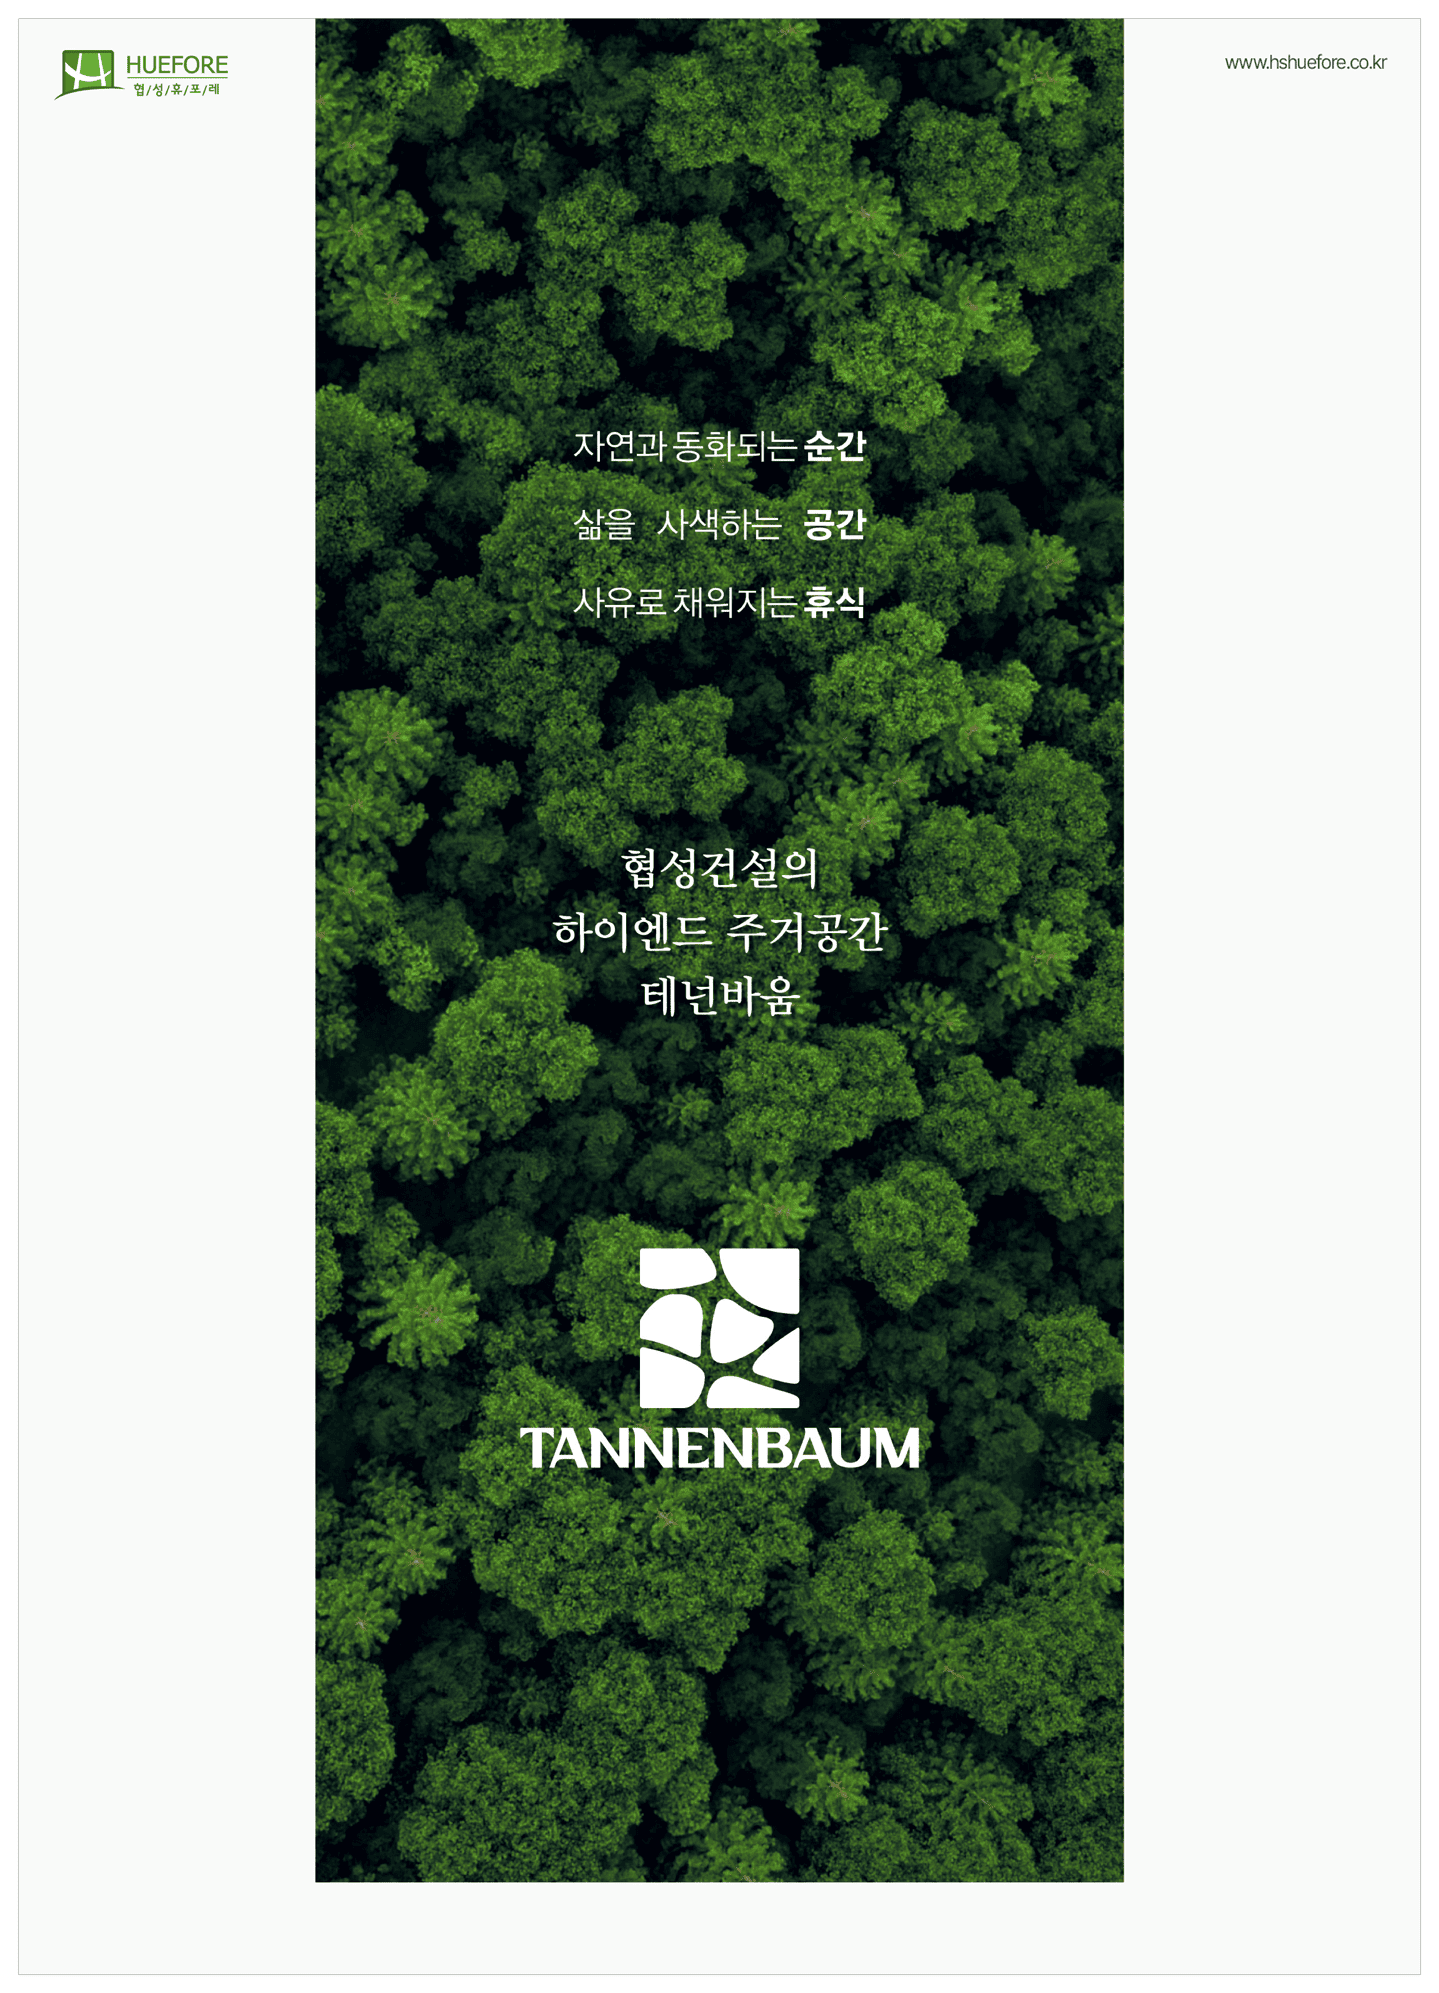 HUEFORE
협/성/휴/포/레
www.hshuefore.co.kr
자연과 동화되는 순간
삶을 사색하는 공간
사유로 채워지는 휴식
협성건설의
하이엔드 주거공간
테넌바움
TANNENBAUM